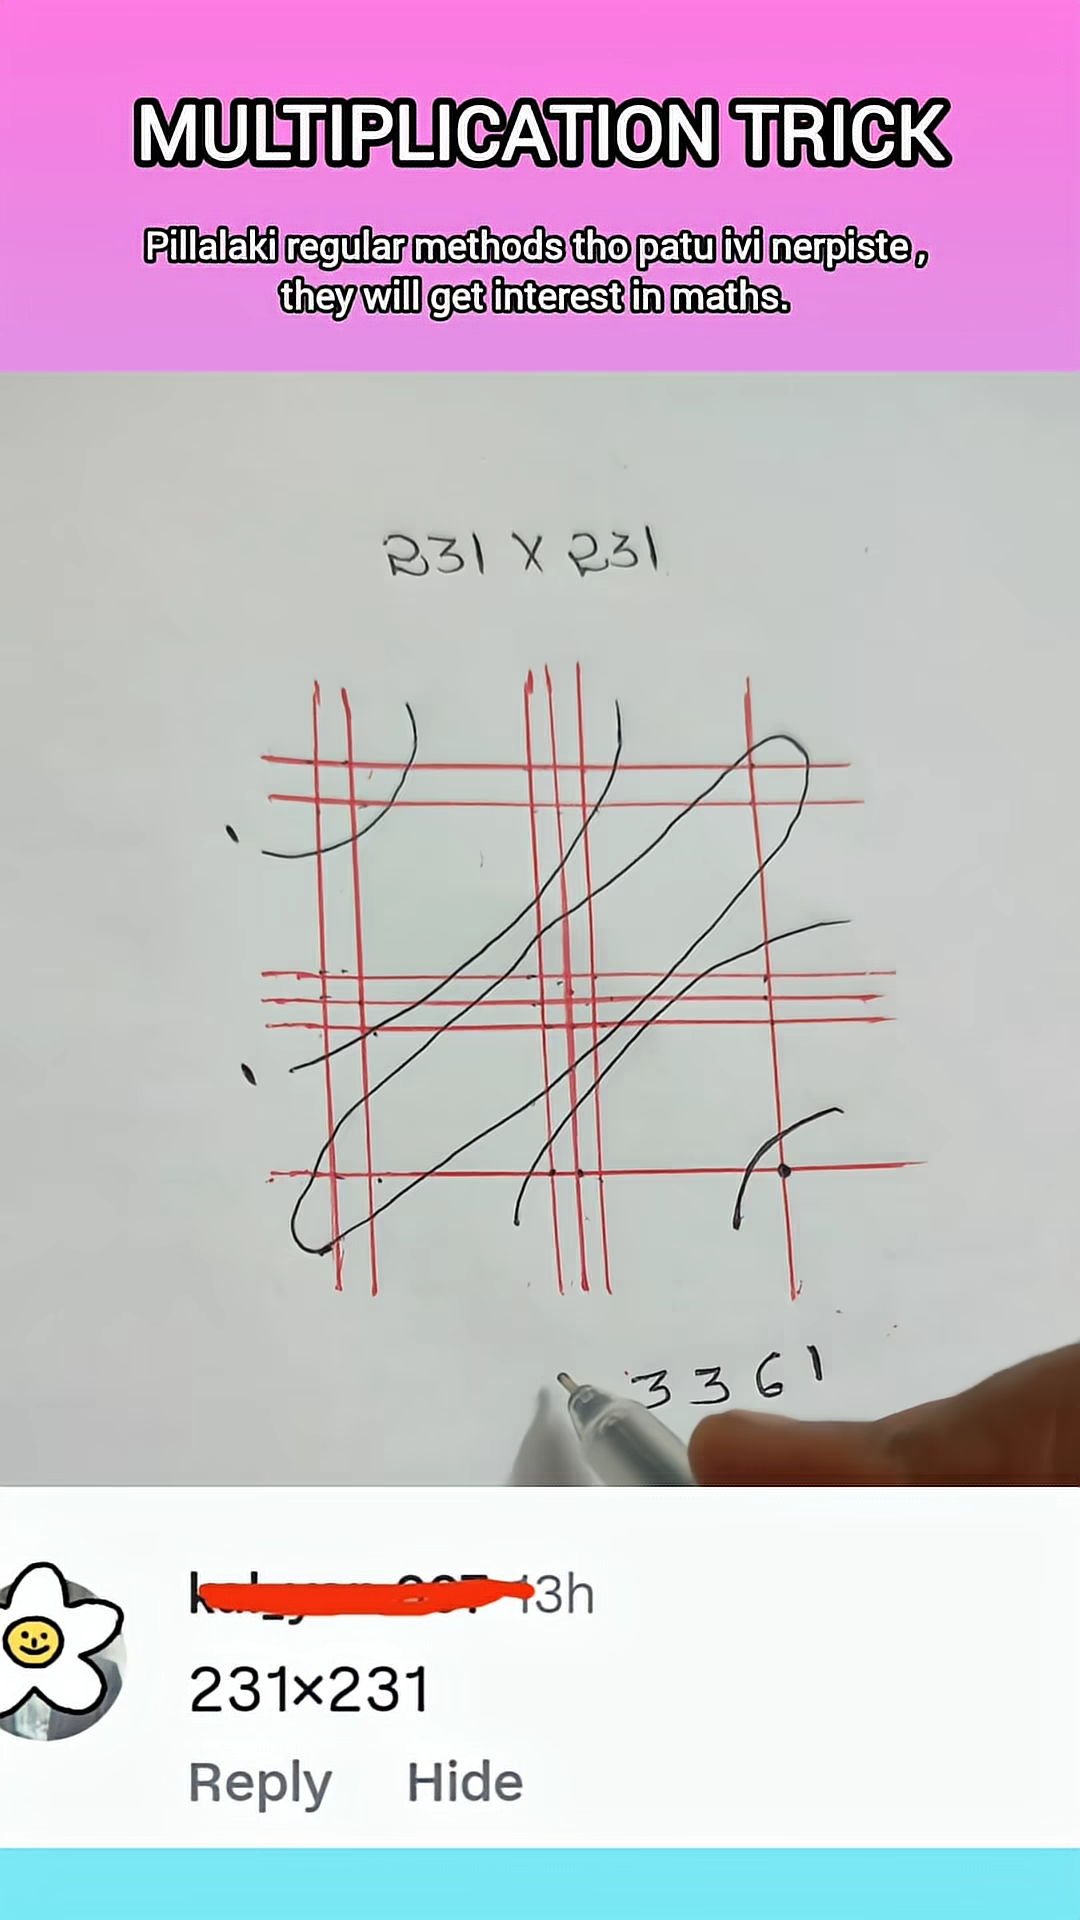 MULTIPLICATION TRICK
Pillalaki regular methods tho patu ivi nerpiste,
they will get interest in maths.
231 X 231
3361
13h
231×231
Reply Hide